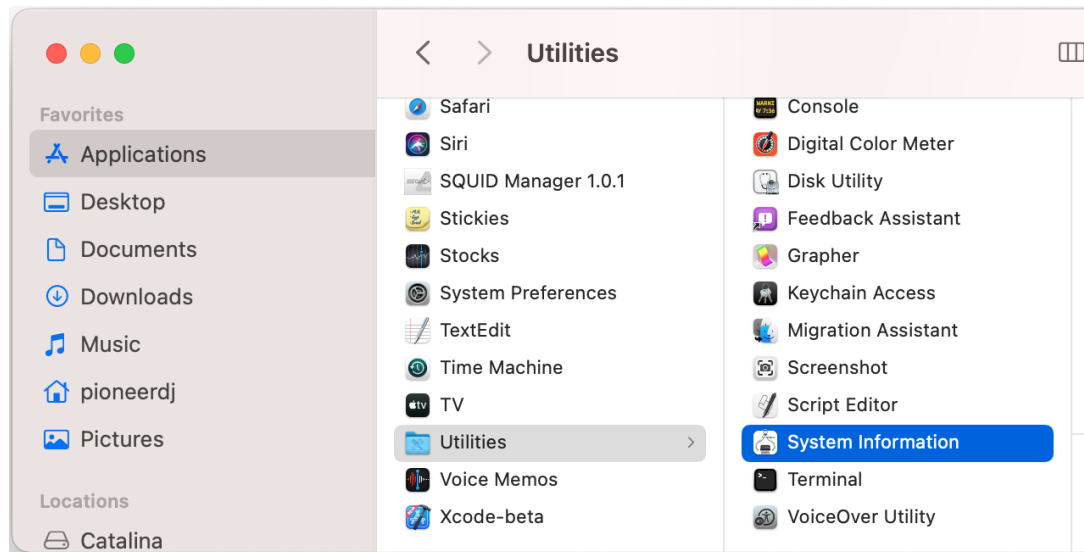 Utilities
Favorites
Applications
Desktop
Documents
Downloads
Music
pioneerdj
Pictures
Locations
Catalina
Safari
Siri
SQUID Manager 1.0.1
Stickies
Stocks
System Preferences
TextEdit
Time Machine
TV
Utilities
Voice Memos
Xcode-beta
Console
Digital Color Meter
Disk Utility
Feedback Assistant
Grapher
Keychain Access
Migration Assistant
Screenshot
Script Editor
System Information
Terminal
VoiceOver Utility